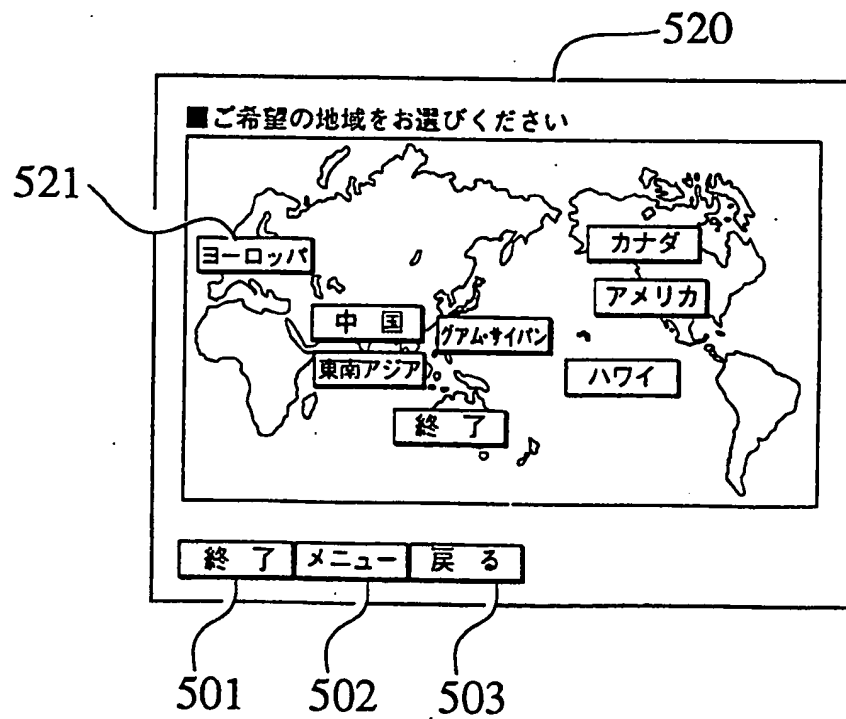 520
■ご希望の地域をお選びください
521
ヨーロッパ
カナダ
アメリカ
中 国
グアム・サイパン
東南アジア
ハワイ
終 了
終 了 メニュー 戻 る
501 502 503